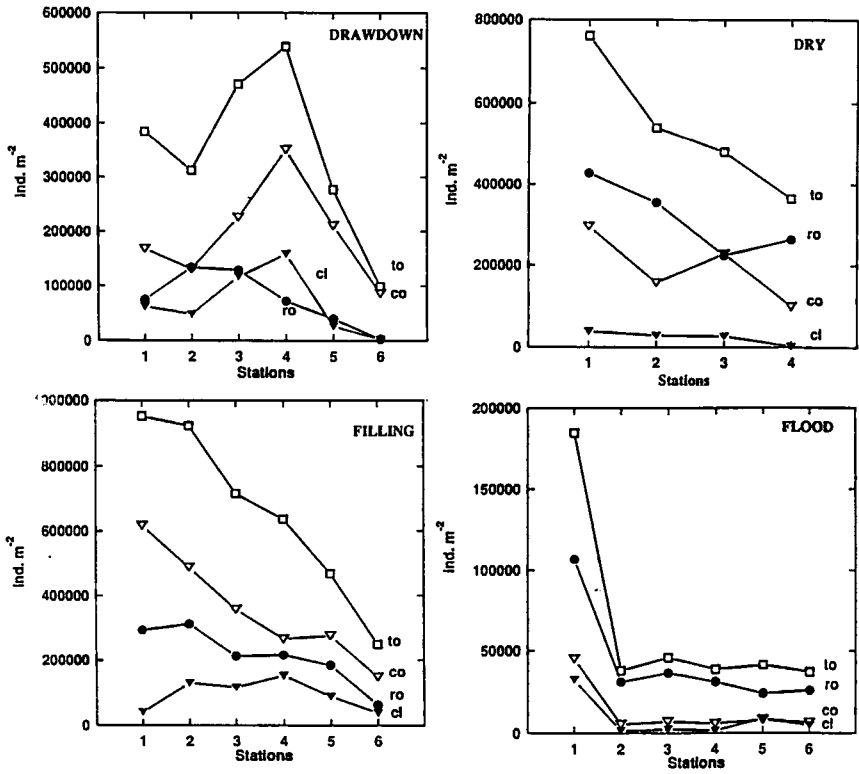 DRAWDOWN
600000
500000
400000
300000
200000
100000
0
Ind. m-2
to
co
cl
ro
1 2 3 4 5 6
Stations
DRY
800000
600000
400000
200000
0
Ind. m-2
to
ro
co
cl
1 2 3 4
Stations
FILLING
800000
600000
400000
200000
0
Ind. m-2
to
co
ro
cl
1 2 3 4 5 6
Stations
FLOOD
200000
150000
100000
50000
0
Ind. m-2
to
ro
co
cl
1 2 3 4 5 6
Stations